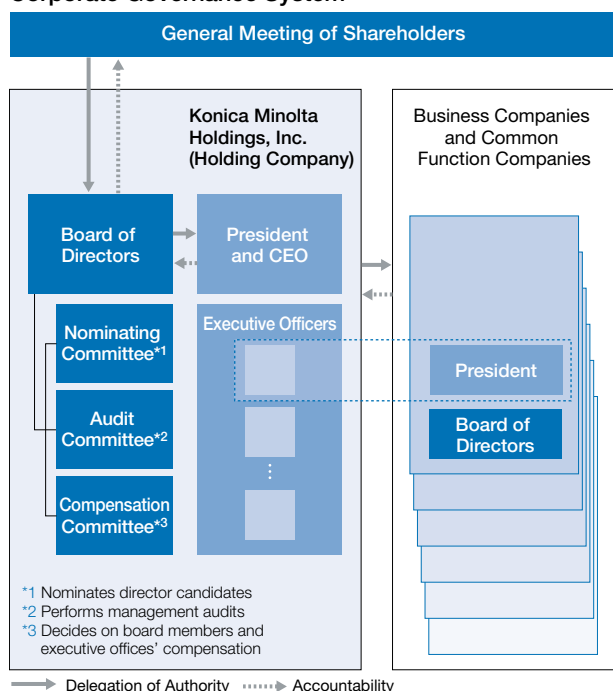 Corporate Governance System
General Meeting of Shareholders
Konica Minolta
Holdings, Inc.
(Holding Company)
Business Companies
and Common
Function Companies
Board of
Directors
President
and CEO
Nominating
Committee*1
Audit
Committee*2
Compensation
Committee*3
Executive Officers
President
Board of
Directors
*1 Nominates director candidates
*2 Performs management audits
*3 Decides on board members and
executive offices' compensation
Delegation of Authority
Accountability